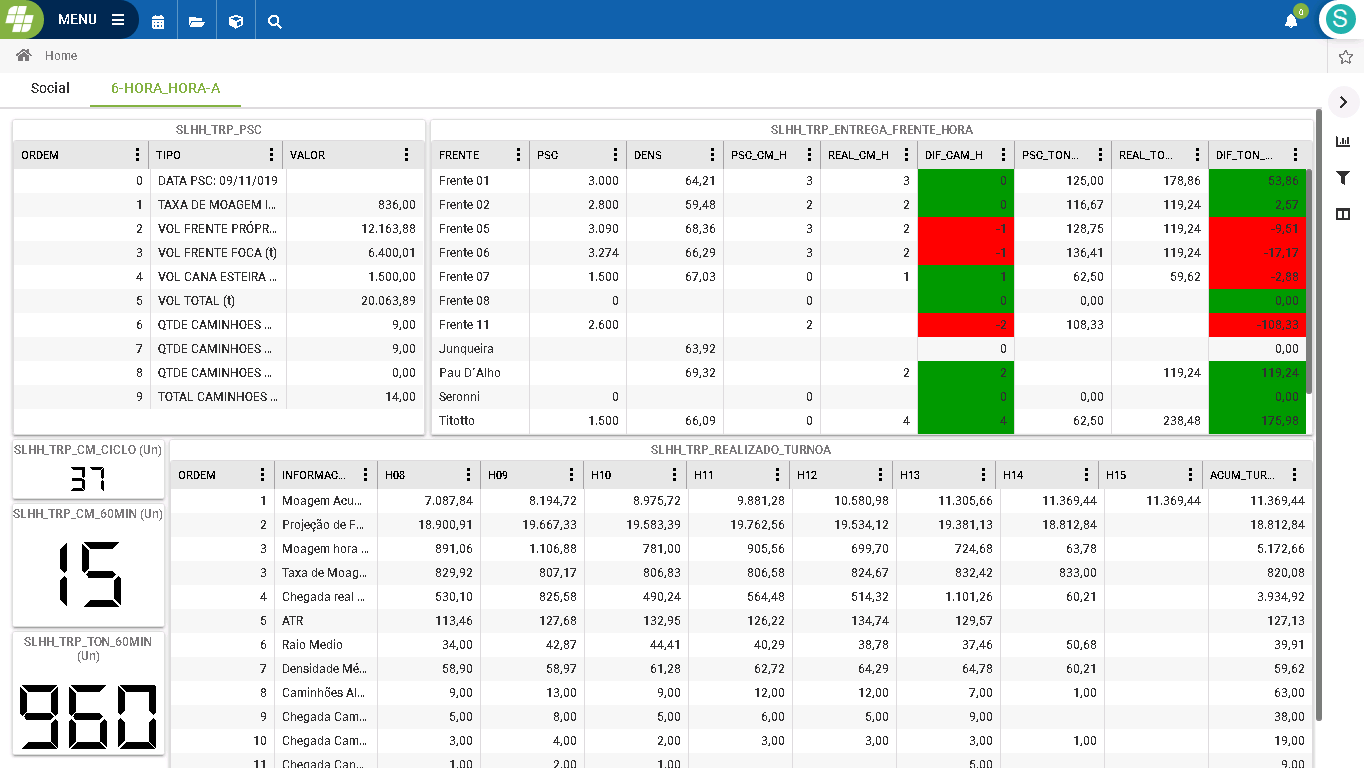 MENU
0
S
Home
Social 6-HORA_HORA-A
SLHH_TRP_PSC
ORDEM TIPO VALOR
0 DATA PSC: 09/11/019
1 TAXA DE MOAGEM I... 836,00
2 VOL FRENTE PRÓPR... 12.163,88
3 VOL FRENTE FOCA (t) 6.400,01
4 VOL CANA ESTEIRA ... 1.500,00
5 VOL TOTAL (t) 20.063,89
6 QTDE CAMINHOES ... 9,00
7 QTDE CAMINHOES ... 9,00
8 QTDE CAMINHOES ... 0,00
9 TOTAL CAMINHOES ... 14,00
SLHH_TRP_ENTREGA_FRENTE_HORA
FRENTE PSC DENS PSC_CM_H REAL_CM_H DIF_CAM_H PSC_TON... REAL_TO... DIF_TON_...
Frente 01 3.000 64,21 3 3 0 125,00 178,86 53,86
Frente 02 2.800 59,48 2 2 0 116,67 119,24 2,57
Frente 05 3.090 68,36 3 2 -1 128,75 119,24 -9,51
Frente 06 3.274 66,29 3 2 -1 136,41 119,24 -17,17
Frente 07 1.500 67,03 0 1 1 62,50 59,62 -2,88
Frente 08 0 0 0 0,00 0,00
Frente 11 2.600 2 -2 108,33 -108,33
Junqueira 63,92 0 0,00
Pau D´Alho 69,32 2 2 119,24 119,24
Seronni 0 0 0 0,00 0,00
Titotto 1.500 66,09 0 4 4 62,50 238,48 175,98
SLHH_TRP_CM_CICLO (Un)
37
SLHH_TRP_CM_60MIN (Un)
15
SLHH_TRP_TON_60MIN
(Un)
960
SLHH_TRP_REALIZADO_TURNOA
ORDEM INFORMAC... H08 H09 H10 H11 H12 H13 H14 H15 ACUM_TUR...
1 Moagem Acu... 7.087,84 8.194,72 8.975,72 9.881,28 10.580,98 11.305,66 11.369,44 11.369,44 11.369,44
2 Projeção de F... 18.900,91 19.667,33 19.583,39 19.762,56 19.534,12 19.381,13 18.812,84 18.812,84
3 Moagem hora ... 891,06 1.106,88 781,00 905,56 699,70 724,68 63,78 5.172,66
3 Taxa de Moag... 829,92 807,17 806,83 806,58 824,67 832,42 833,00 820,08
4 Chegada real ... 530,10 825,58 490,24 564,48 514,32 1.101,26 60,21 3.934,92
5 ATR 113,46 127,68 132,95 126,22 134,74 129,57 127,13
6 Raio Medio 34,00 42,87 44,41 40,29 38,78 37,46 50,68 39,91
7 Densidade Mé... 58,90 58,97 61,28 62,72 64,29 64,78 60,21 59,62
8 Caminhões Al... 9,00 13,00 9,00 12,00 12,00 7,00 1,00 63,00
9 Chegada Cam... 5,00 8,00 5,00 6,00 5,00 9,00 38,00
10 Chegada Cam... 3,00 4,00 2,00 3,00 3,00 3,00 1,00 19,00
11 Chegada Cam... 1,00 2,00 1,00 5,00 9,00